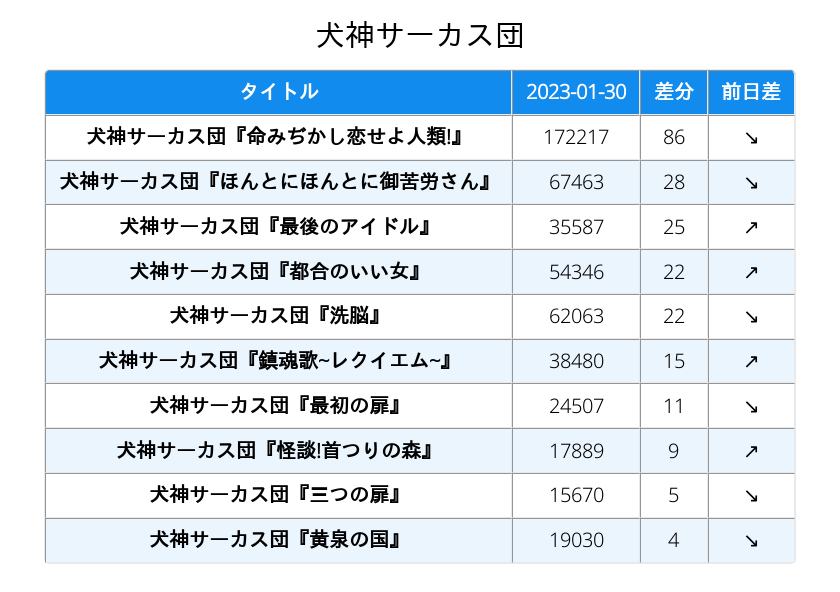 犬神サーカス団
タイトル 2023-01-30 差分 前日差
犬神サーカス団『命みぢかし恋せよ人類!』 172217 86 ↘
犬神サーカス団『ほんとにほんとに御苦労さん』 67463 28 ↘
犬神サーカス団『最後のアイドル』 35587 25 ↗
犬神サーカス団『都合のいい女』 54346 22 ↗
犬神サーカス団『洗脳』 62063 22 ↘
犬神サーカス団『鎮魂歌~レクイエム~』 38480 15 ↗
犬神サーカス団『最初の扉』 24507 11 ↘
犬神サーカス団『怪談!首つりの森』 17889 9 ↗
犬神サーカス団『三つの扉』 15670 5 ↘
犬神サーカス団『黄泉の国』 19030 4 ↘